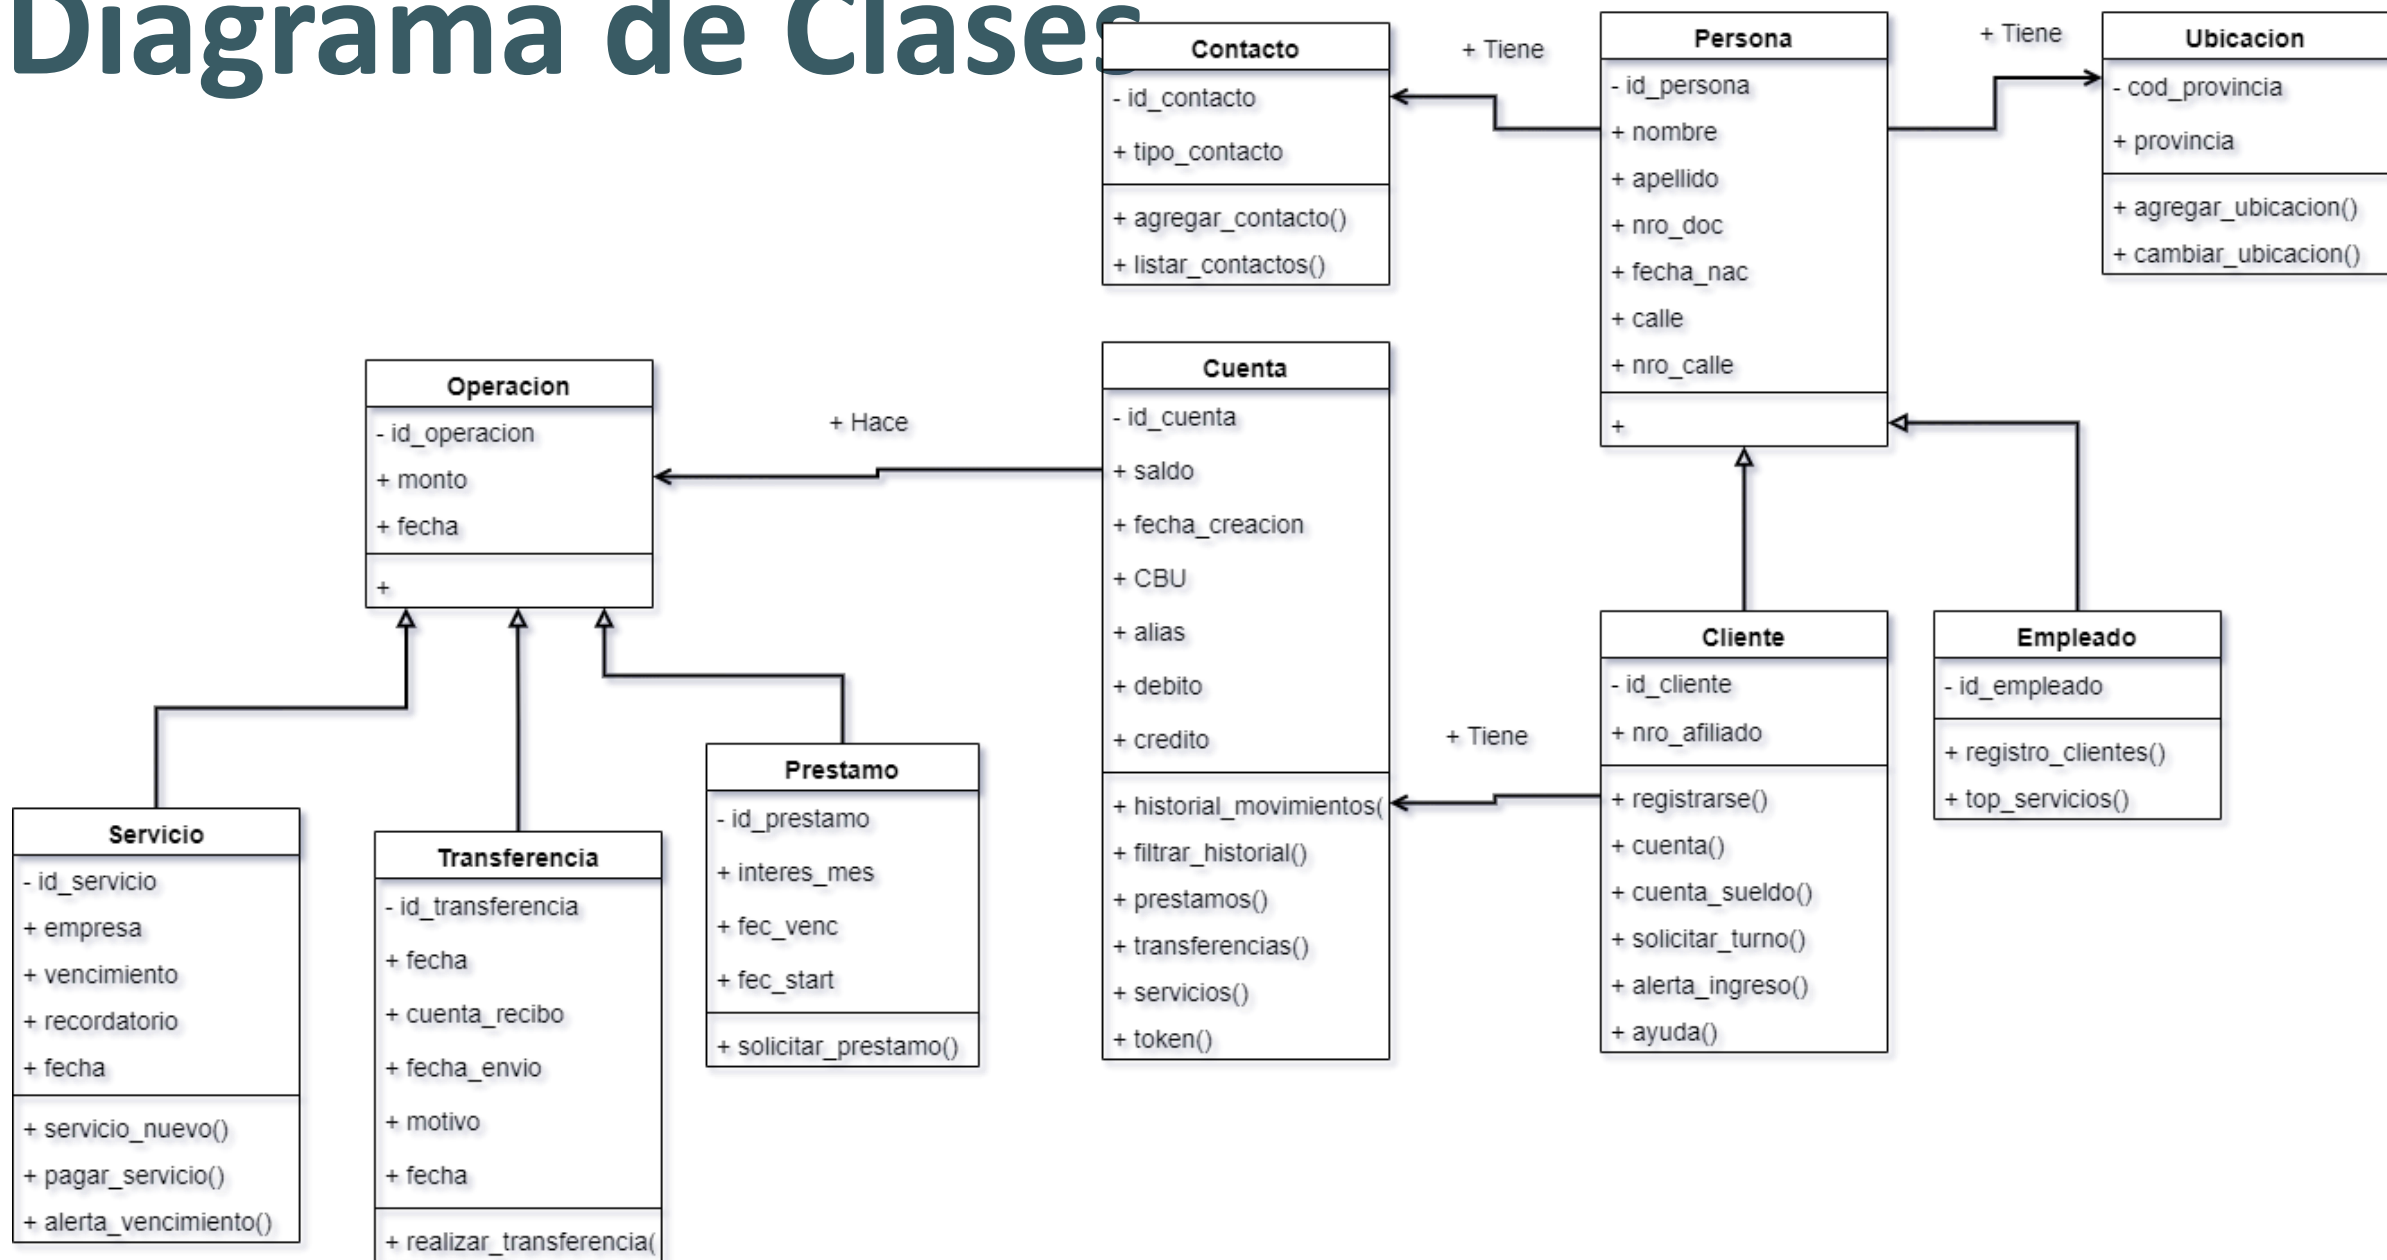 Diagrama de Clases
Contacto
- id_contacto
+ tipo_contacto
+ agregar_contacto()
+ listar_contactos()
+ Tiene
Persona
- id_persona
+ nombre
+ apellido
+ nro_doc
+ fecha_nac
+ calle
+ nro_calle
+
+ Tiene
Ubicacion
- cod_provincia
+ provincia
+ agregar_ubicacion()
+ cambiar_ubicacion()
Operacion
- id_operacion
+ monto
+ fecha
+
+ Hace
Cuenta
- id_cuenta
+ saldo
+ fecha_creacion
+ CBU
+ alias
+ debito
+ credito
+ historial_movimientos(
+ filtrar_historial()
+ prestamos()
+ transferencias()
+ servicios()
+ token()
+ Tiene
Cliente
- id_cliente
+ nro_afiliado
+ registrarse()
+ cuenta()
+ cuenta_sueldo()
+ solicitar_turno()
+ alerta_ingreso()
+ ayuda()
Empleado
- id_empleado
+ registro_clientes()
+ top_servicios()
Servicio
- id_servicio
+ empresa
+ vencimiento
+ recordatorio
+ fecha
+ servicio_nuevo()
+ pagar_servicio()
+ alerta_vencimiento()
Transferencia
- id_transferencia
+ fecha
+ cuenta_recibo
+ fecha_envio
+ motivo
+ fecha
+ realizar_transferencia(
Prestamo
- id_prestamo
+ interes_mes
+ fec_venc
+ fec_start
+ solicitar_prestamo()